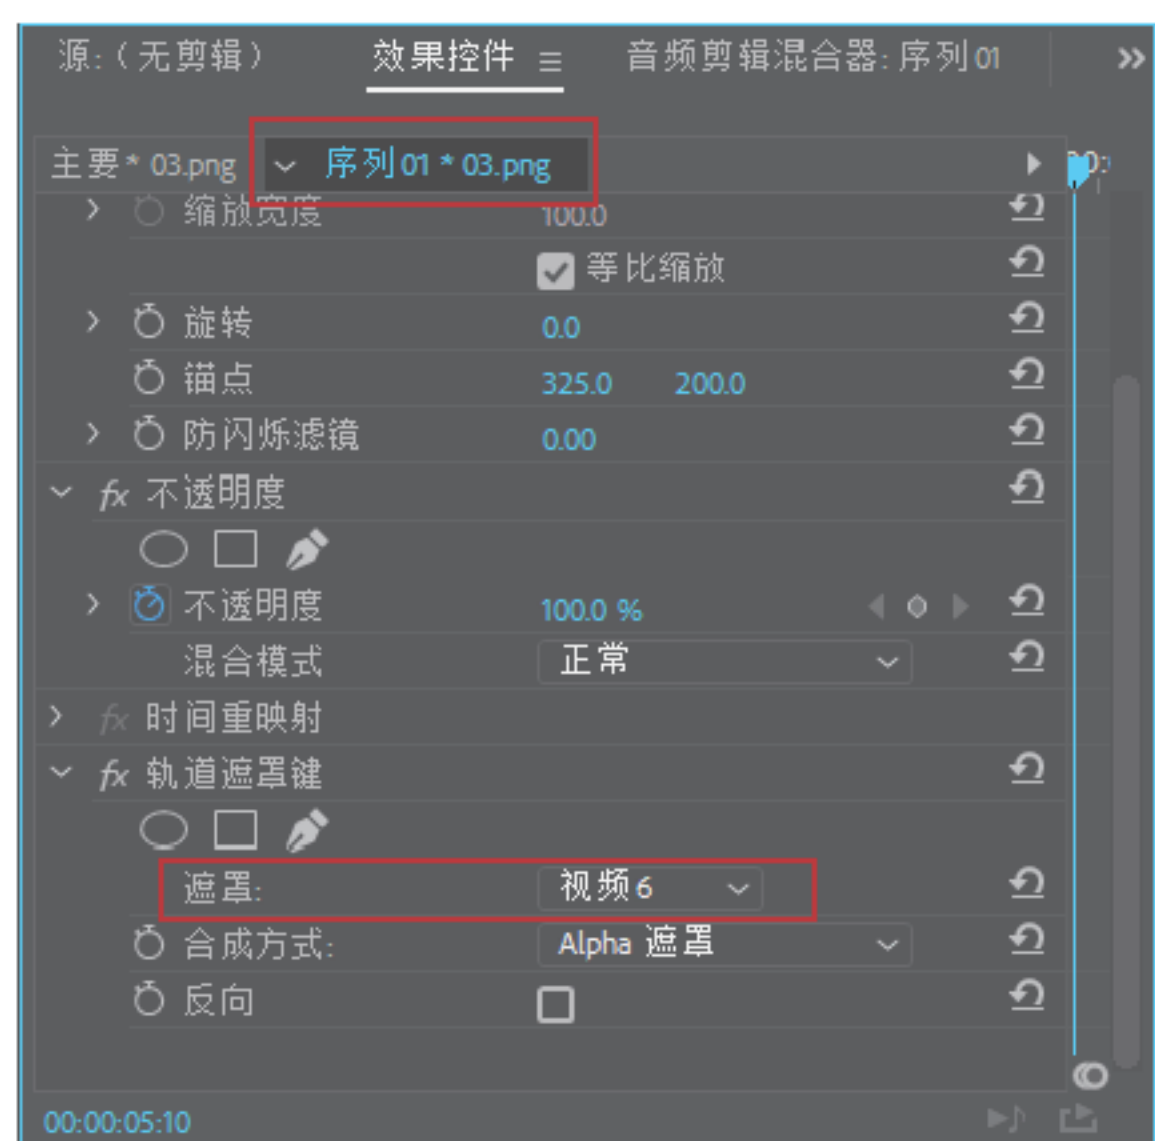 源:（无剪辑） 效果控件 音频剪辑混合器: 序列 01
主要 * 03.png 序列 01 * 03.png
缩放宽度 100.0
等比缩放
旋转 0.0
锚点 325.0 200.0
防闪烁滤镜 0.00
fx 不透明度
不透明度 100.0 %
混合模式 正常
fx 时间重映射
fx 轨道遮罩键
遮罩: 视频 6
合成方式: Alpha 遮罩
反向
00:00:05:10